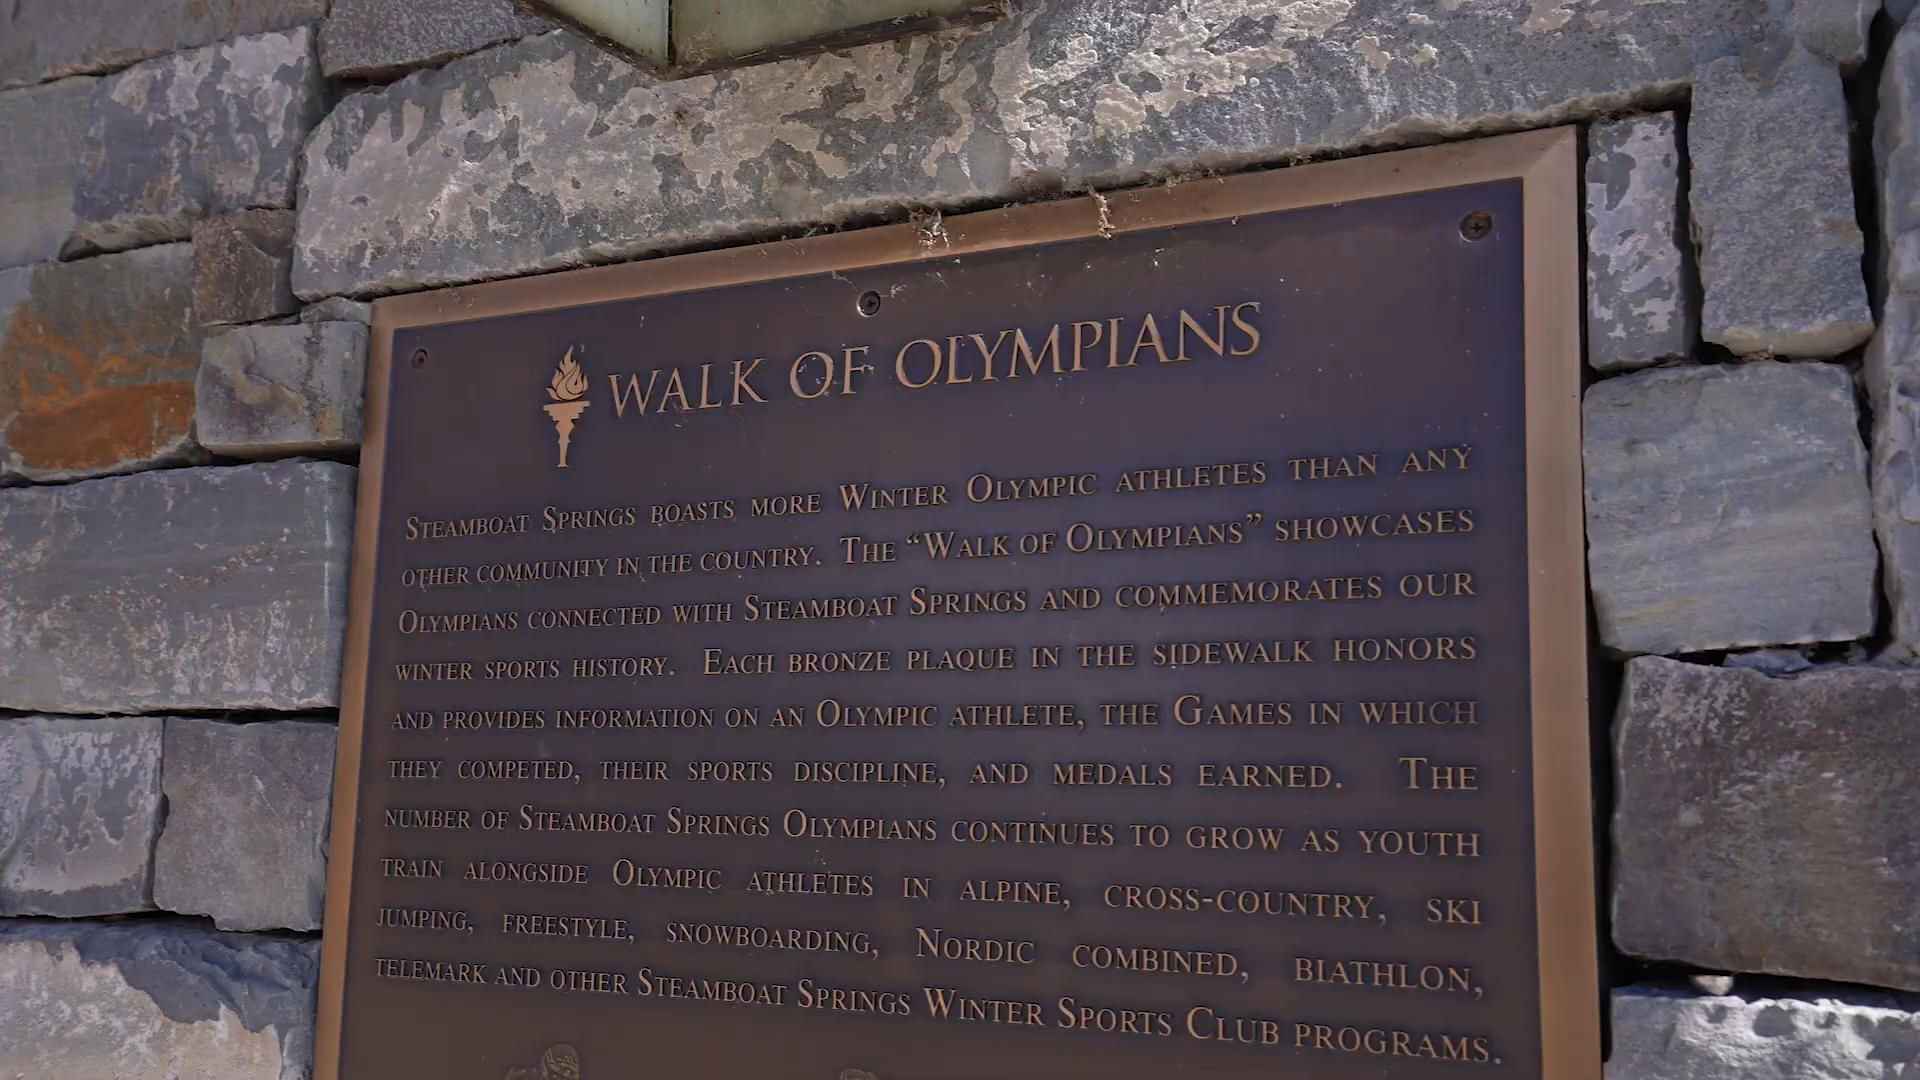 WALK OF OLYMPIANS
STEAMBOAT SPRINGS BOASTS MORE WINTER OLYMPIC ATHLETES THAN ANY
OTHER COMMUNITY IN THE COUNTRY. THE “WALK OF OLYMPIANS” SHOWCASES
OLYMPIANS CONNECTED WITH STEAMBOAT SPRINGS AND COMMEMORATES OUR
WINTER SPORTS HISTORY. EACH BRONZE PLAQUE IN THE SIDEWALK HONORS
AND PROVIDES INFORMATION ON AN OLYMPIC ATHLETE, THE GAMES IN WHICH
THEY COMPETED, THEIR SPORTS DISCIPLINE, AND MEDALS EARNED. THE
NUMBER OF STEAMBOAT SPRINGS OLYMPIANS CONTINUES TO GROW AS YOUTH
TRAIN ALONGSIDE OLYMPIC ATHLETES IN ALPINE, CROSS-COUNTRY, SKI
JUMPING, FREESTYLE, SNOWBOARDING, NORDIC COMBINED, BIATHLON,
TELEMARK AND OTHER STEAMBOAT SPRINGS WINTER SPORTS CLUB PROGRAMS.